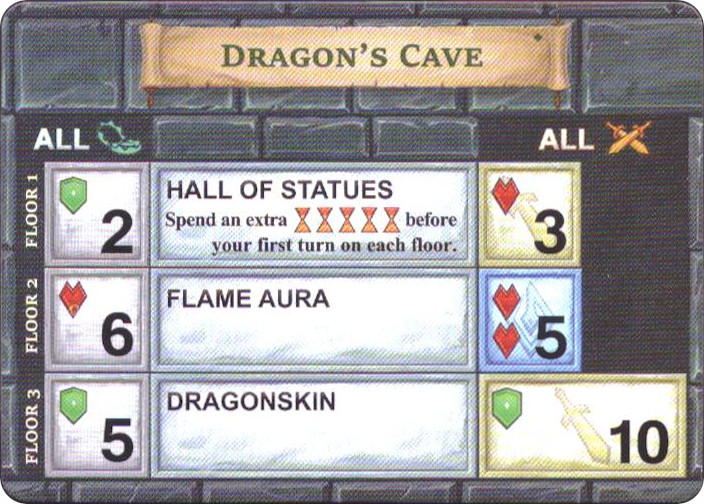 DRAGON'S CAVE
ALL
ALL
FLOOR 1
2
HALL OF STATUES
Spend an extra before
your first turn on each floor.
3
FLOOR 2
6
FLAME AURA
5
FLOOR 3
5
DRAGONSKIN
10